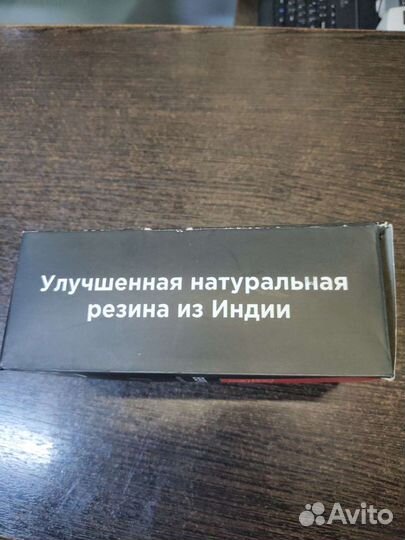 Улучшенная натуральная
резина из Индии
Avito